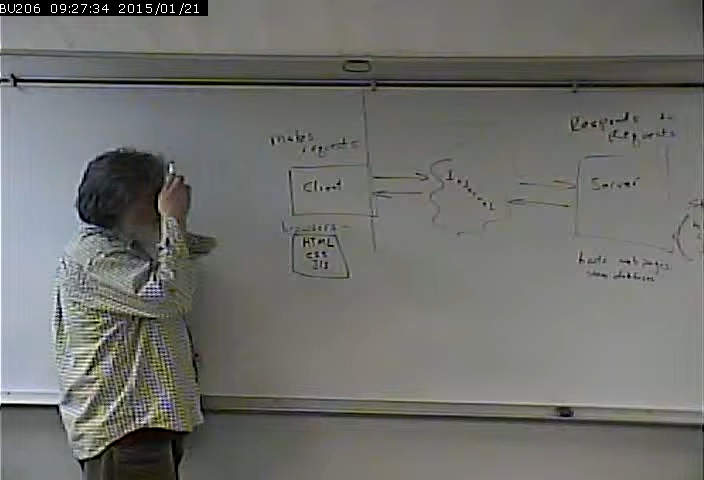 BU206 09:27:34 2015/01/21
makes
requests
Client
browsers
HTML
CSS
JS
Internet
Responds to
Requests
Server
hosts web pages